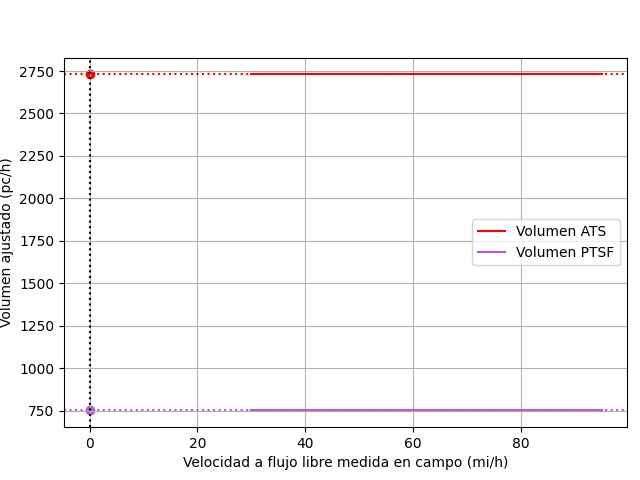 2750
2500
2250
2000
1750
1500
1250
1000
750
Volumen ajustado (pc/h)
Volumen ATS
Volumen PTSF
0 20 40 60 80
Velocidad a flujo libre medida en campo (mi/h)